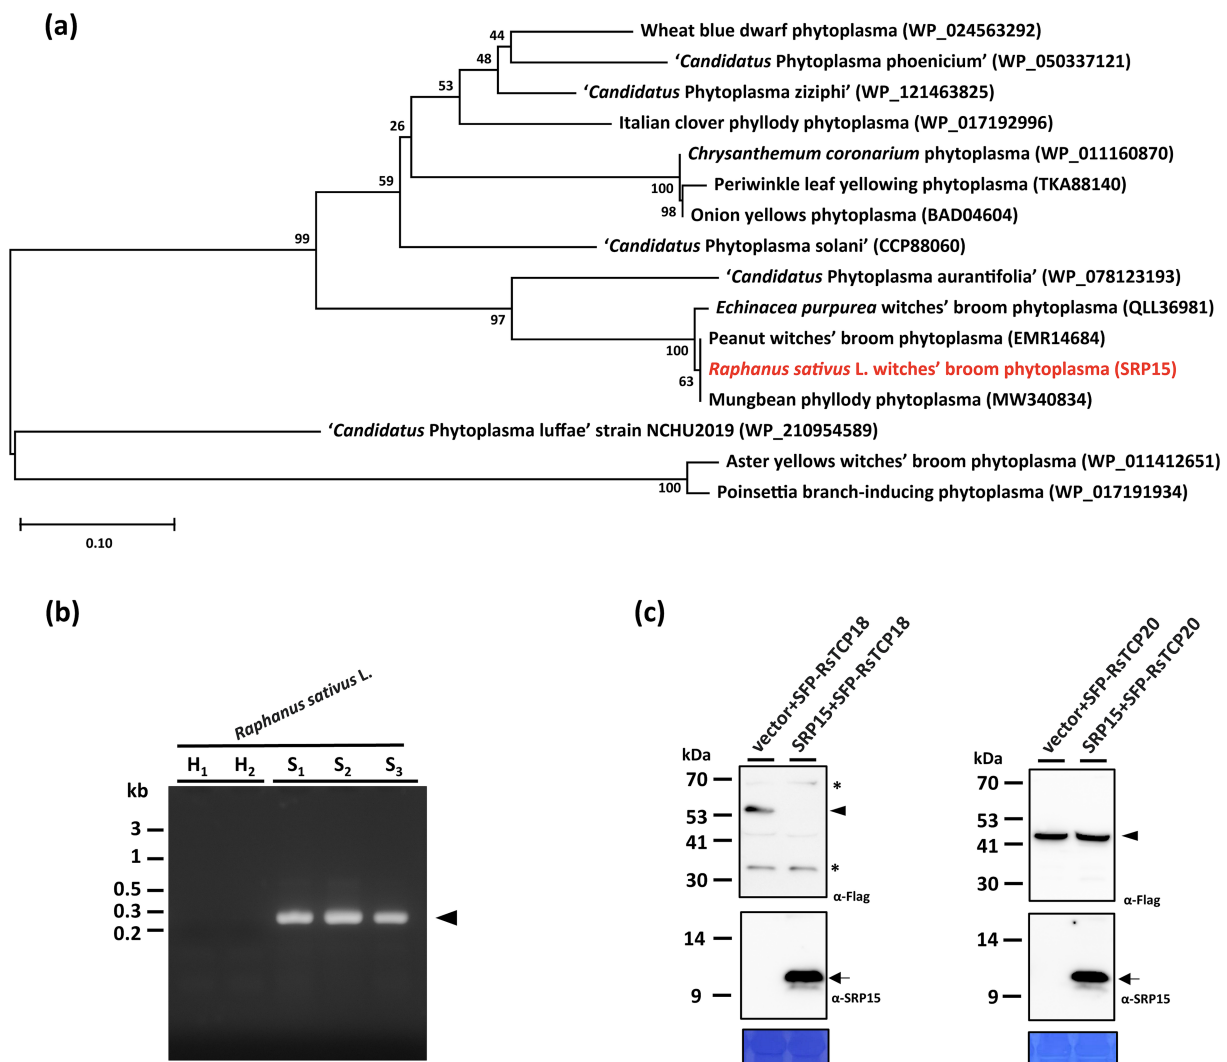 (a)
44
Wheat blue dwarf phytoplasma (WP_024563292)
48
‘Candidatus Phytoplasma phoenicium’ (WP_050337121)
53
‘Candidatus Phytoplasma ziziphi’ (WP_121463825)
26
Italian clover phyllody phytoplasma (WP_017192996)
Chrysanthemum coronarium phytoplasma (WP_011160870)
59
100
Periwinkle leaf yellowing phytoplasma (TKA88140)
98
Onion yellows phytoplasma (BAD04604)
99
‘Candidatus Phytoplasma solani’ (CCP88060)
‘Candidatus Phytoplasma aurantifolia’ (WP_078123193)
97
Echinacea purpurea witches’ broom phytoplasma (QLL36981)
Peanut witches’ broom phytoplasma (EMR14684)
100
Raphanus sativus L. witches’ broom phytoplasma (SRP15)
63
Mungbean phyllody phytoplasma (MW340834)
‘Candidatus Phytoplasma luffae’ strain NCHU2019 (WP_210954589)
Aster yellows witches’ broom phytoplasma (WP_011412651)
100
Poinsettia branch-inducing phytoplasma (WP_017191934)
0.10
(b)
Raphanus sativus L.
H1 H2 S1 S2 S3
kb
3
1
0.5
0.3
0.2
(c)
vector+SFP-RsTCP18
SRP15+SFP-RsTCP18
kDa
70
*
53
41
*
30
α-Flag
14
9
α-SRP15
vector+SFP-RsTCP20
SRP15+SFP-RsTCP20
kDa
70
53
41
30
α-Flag
14
9
α-SRP15